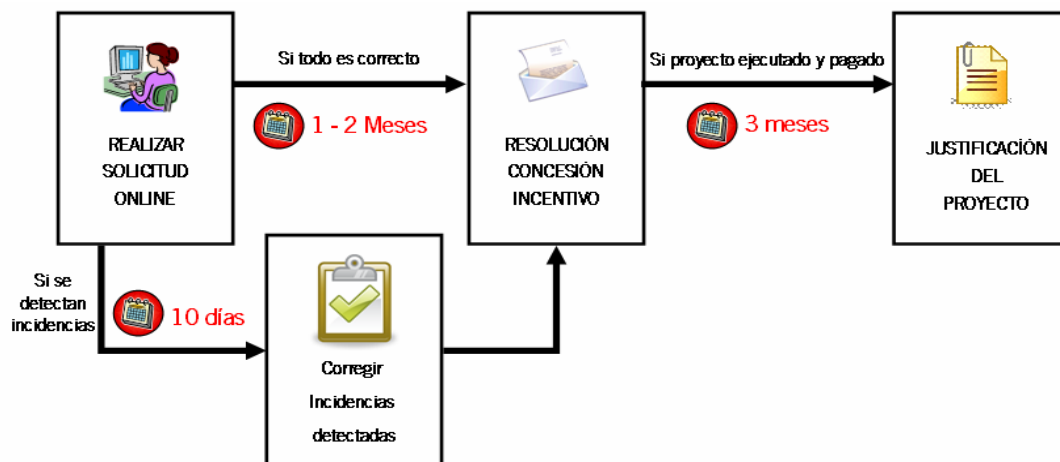 REALIZAR
SOLICITUD
ONLINE
Si todo es correcto
1 - 2 Meses
RESOLUCIÓN
CONCESIÓN
INCENTIVO
Si proyecto ejecutado y pagado
3 meses
JUSTIFICACIÓN
DEL
PROYECTO
Si se
detectan
incidencias
10 días
Corregir
Incidencias
detectadas